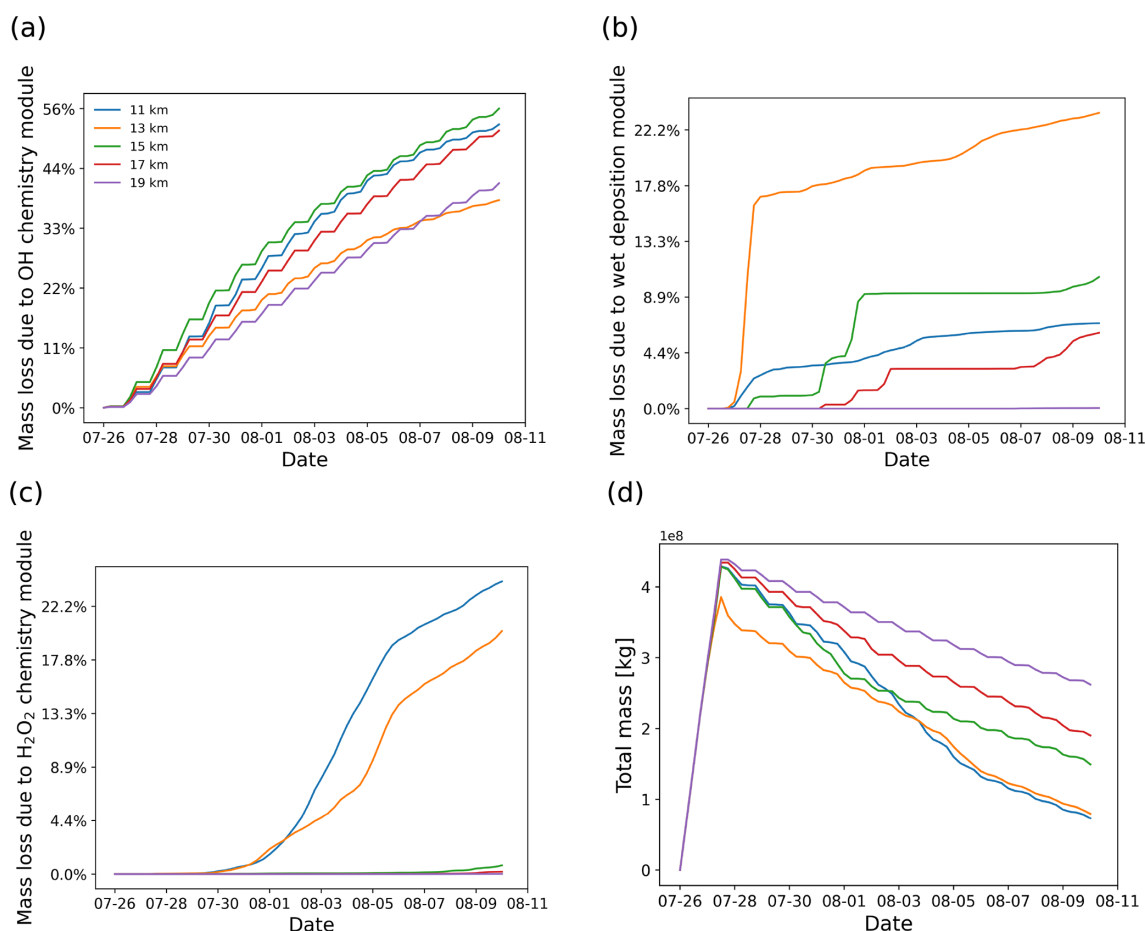 (a)
Mass loss due to OH chemistry module
56%
44%
33%
22%
11%
0%
11 km
13 km
15 km
17 km
19 km
07-26 07-28 07-30 08-01 08-03 08-05 08-07 08-09 08-11
Date
(b)
Mass loss due to wet deposition module
22.2%
17.8%
13.3%
8.9%
4.4%
0.0%
07-26 07-28 07-30 08-01 08-03 08-05 08-07 08-09 08-11
Date
(c)
Mass loss due to H₂O₂ chemistry module
22.2%
17.8%
13.3%
8.9%
4.4%
0.0%
07-26 07-28 07-30 08-01 08-03 08-05 08-07 08-09 08-11
Date
(d)
1e8
Total mass [kg]
4
3
2
1
0
07-26 07-28 07-30 08-01 08-03 08-05 08-07 08-09 08-11
Date